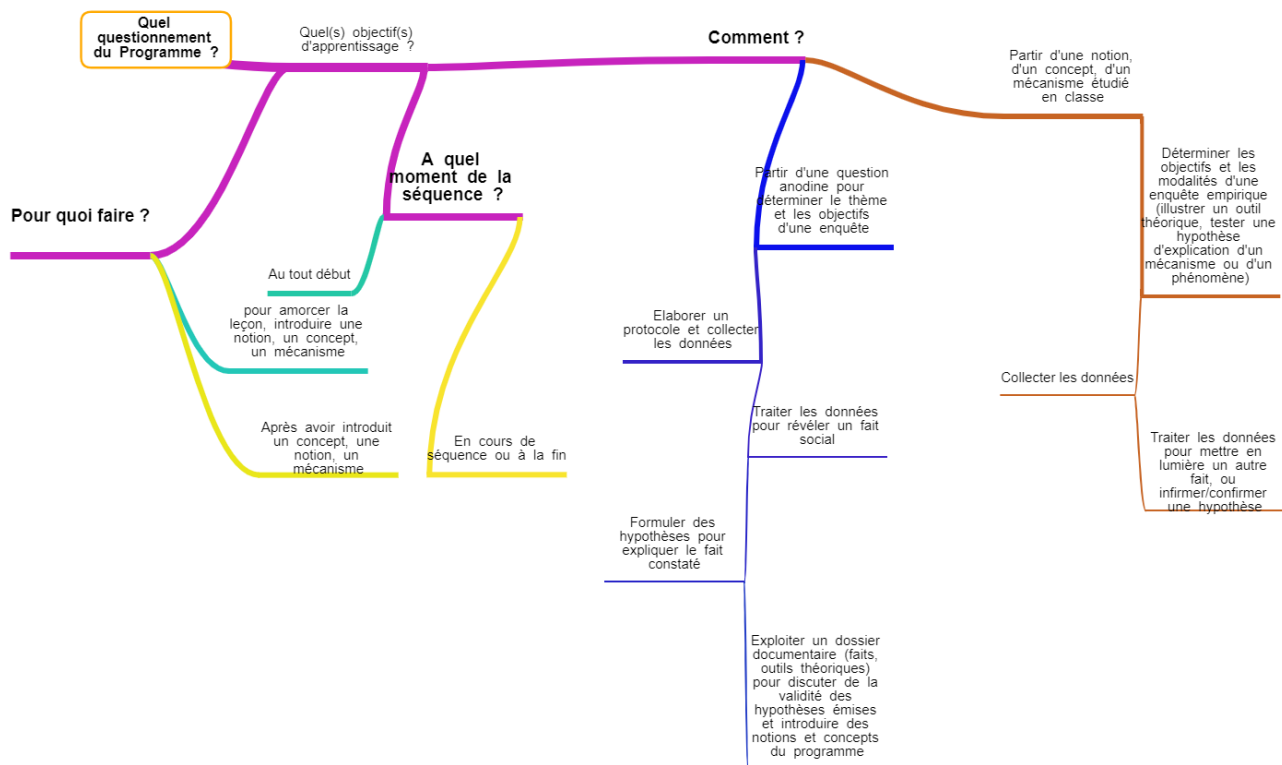 Quel
questionnement
du Programme ?
Quel(s) objectif(s)
d'apprentissage ?
Comment ?
Partir d'une notion,
d'un concept, d'un
mécanisme étudié
en classe
A quel
moment de la
séquence ?
Pour quoi faire ?
Au tout début
pour amorcer la
leçon, introduire une
notion, un concept,
un mécanisme
Après avoir introduit
un concept, une
notion, un
mécanisme
En cours de
séquence ou à la fin
Partir d'une question
anodine pour
déterminer le thème
et les objectifs
d'une enquête
Elaborer un
protocole et collecter
les données
Traiter les données
pour révéler un fait
social
Formuler des
hypothèses pour
expliquer le fait
constaté
Exploiter un dossier
documentaire (faits,
outils théoriques)
pour discuter de la
validité des
hypothèses émises
et introduire des
notions et concepts
du programme
Déterminer les
objectifs et les
modalités d'une
enquête empirique
(illustrer un outil
théorique, tester une
hypothèse
d'explication d'un
mécanisme ou d'un
phénomène)
Collecter les données
Traiter les données
pour mettre en
lumière un autre
fait, ou
infirmer/confirmer
une hypothèse